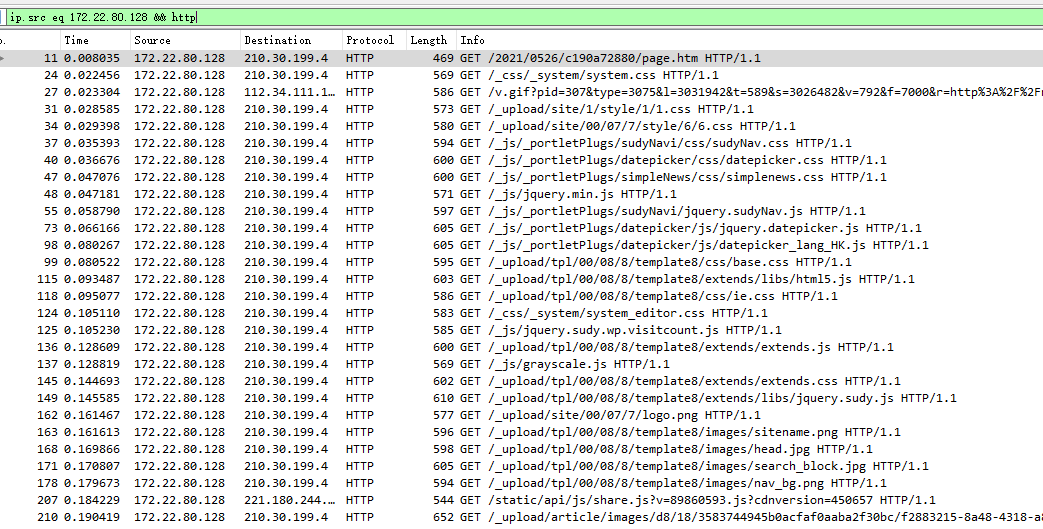 ip.src eq 172.22.80.128 && http
Time Source Destination Protocol Length Info
11 0.008035 172.22.80.128 210.30.199.4 HTTP 469 GET /2021/0526/c190a72880/page.htm HTTP/1.1
24 0.022456 172.22.80.128 210.30.199.4 HTTP 569 GET /_css/_system/system.css HTTP/1.1
27 0.023304 172.22.80.128 112.34.111.1… HTTP 586 GET /v.gif?pid=307&type=3075&l=3031942&t=589&s=3026482&v=792&f=7000&r=http%3A%2F%2Fn
31 0.028585 172.22.80.128 210.30.199.4 HTTP 573 GET /_upload/site/1/style/1/1.css HTTP/1.1
34 0.029398 172.22.80.128 210.30.199.4 HTTP 580 GET /_upload/site/00/07/7/style/6/6.css HTTP/1.1
37 0.035393 172.22.80.128 210.30.199.4 HTTP 594 GET /_js/_portletPlugs/sudyNavi/css/sudyNav.css HTTP/1.1
40 0.036676 172.22.80.128 210.30.199.4 HTTP 600 GET /_js/_portletPlugs/datepicker/css/datepicker.css HTTP/1.1
47 0.047076 172.22.80.128 210.30.199.4 HTTP 600 GET /_js/_portletPlugs/simpleNews/css/simplenews.css HTTP/1.1
48 0.047181 172.22.80.128 210.30.199.4 HTTP 571 GET /_js/jquery.min.js HTTP/1.1
55 0.058790 172.22.80.128 210.30.199.4 HTTP 597 GET /_js/_portletPlugs/sudyNavi/jquery.sudyNav.js HTTP/1.1
73 0.066166 172.22.80.128 210.30.199.4 HTTP 605 GET /_js/_portletPlugs/datepicker/js/jquery.datepicker.js HTTP/1.1
98 0.080267 172.22.80.128 210.30.199.4 HTTP 605 GET /_js/_portletPlugs/datepicker/js/datepicker_lang_HK.js HTTP/1.1
99 0.080522 172.22.80.128 210.30.199.4 HTTP 595 GET /_upload/tpl/00/08/8/template8/css/base.css HTTP/1.1
115 0.093487 172.22.80.128 210.30.199.4 HTTP 603 GET /_upload/tpl/00/08/8/template8/extends/libs/html5.js HTTP/1.1
118 0.095077 172.22.80.128 210.30.199.4 HTTP 586 GET /_upload/tpl/00/08/8/template8/css/ie.css HTTP/1.1
124 0.105110 172.22.80.128 210.30.199.4 HTTP 583 GET /_css/_system/system_editor.css HTTP/1.1
125 0.105230 172.22.80.128 210.30.199.4 HTTP 585 GET /_js/jquery.sudy.wp.visitcount.js HTTP/1.1
136 0.128609 172.22.80.128 210.30.199.4 HTTP 600 GET /_upload/tpl/00/08/8/template8/extends/extends.js HTTP/1.1
137 0.128819 172.22.80.128 210.30.199.4 HTTP 569 GET /_js/grayscale.js HTTP/1.1
145 0.144693 172.22.80.128 210.30.199.4 HTTP 602 GET /_upload/tpl/00/08/8/template8/extends/extends.css HTTP/1.1
149 0.145585 172.22.80.128 210.30.199.4 HTTP 610 GET /_upload/tpl/00/08/8/template8/extends/libs/jquery.sudy.js HTTP/1.1
162 0.161467 172.22.80.128 210.30.199.4 HTTP 577 GET /_upload/site/00/07/7/logo.png HTTP/1.1
163 0.161613 172.22.80.128 210.30.199.4 HTTP 596 GET /_upload/tpl/00/08/8/template8/images/sitename.png HTTP/1.1
168 0.169866 172.22.80.128 210.30.199.4 HTTP 598 GET /_upload/tpl/00/08/8/template8/images/head.jpg HTTP/1.1
171 0.170807 172.22.80.128 210.30.199.4 HTTP 605 GET /_upload/tpl/00/08/8/template8/images/search_block.jpg HTTP/1.1
178 0.179673 172.22.80.128 210.30.199.4 HTTP 594 GET /_upload/tpl/00/08/8/template8/images/nav_bg.png HTTP/1.1
207 0.184229 172.22.80.128 221.180.244.… HTTP 544 GET /static/api/js/share.js?v=89860593.js?cdnversion=450657 HTTP/1.1
210 0.190419 172.22.80.128 210.30.199.4 HTTP 652 GET /_upload/article/images/d8/18/3583744945b0acfaf0aaba2f30bc/f2883215-8a48-4318-a8